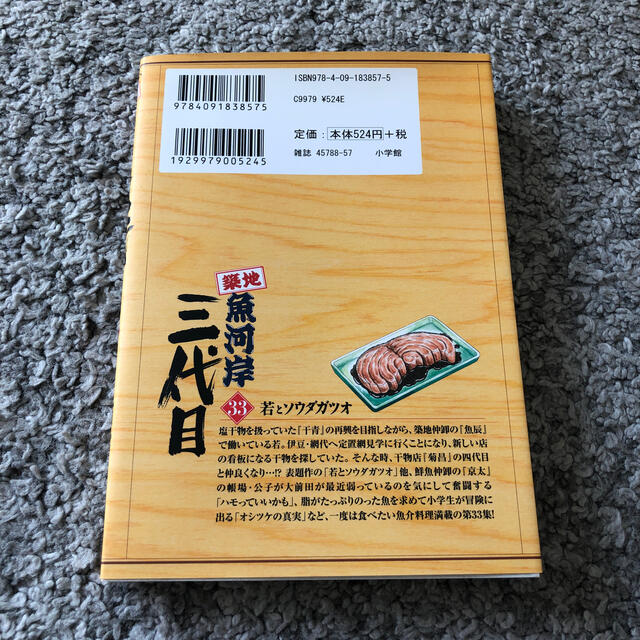 ISBN978-4-09-183857-5
9784091838575
C9979 ¥524E
定価：本体524円+税
1929979005245
雑誌 45788-57 小学館
築地
魚河岸
三代目
33 若とソウダガツオ
塩干物を扱っていた「干青」の再興を目指しながら、築地仲卸の「魚辰」
で働いている若。伊豆・網代へ定置網見学に行くことになり、新しい店
の看板になる干物を探していた。そんな時、干物店「菊昌」の四代目
と仲良くなり…!? 表題作の「若とソウダガツオ」他、鮮魚仲卸の「京太」
の帳場・公子が大前田が最近弱っているのを気にして奮闘する
「ハモっていいかも」、脂がたっぷりのった魚を求めて小学生が冒険に
出る「オシツケの真実」など、一度は食べたい魚介料理満載の第33集!